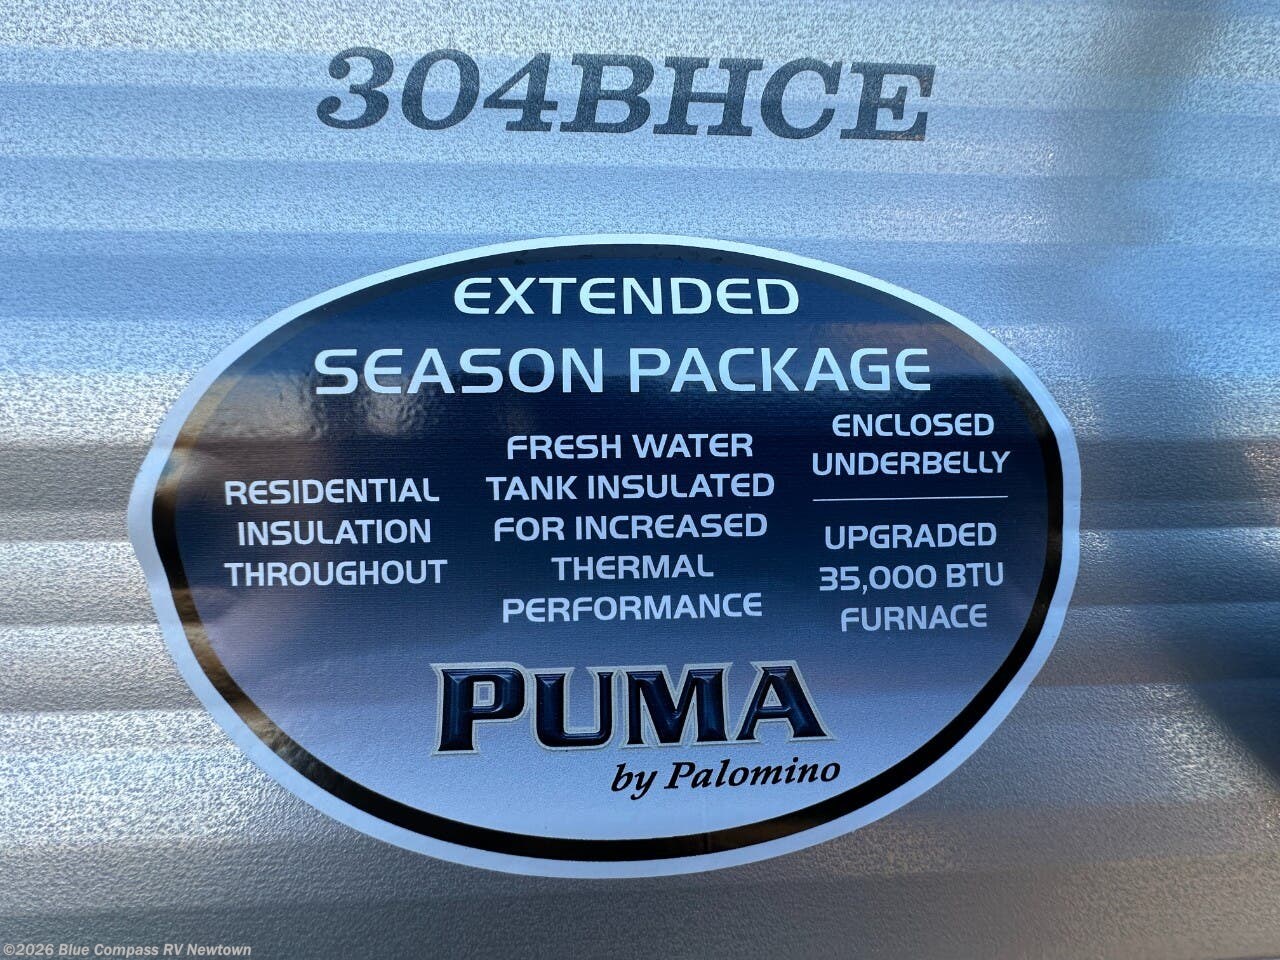 304BHCE
EXTENDED
SEASON PACKAGE
RESIDENTIAL
INSULATION
THROUGHOUT
FRESH WATER
TANK INSULATED
FOR INCREASED
THERMAL
PERFORMANCE
ENCLOSED
UNDERBELLY
UPGRADED
35,000 BTU
FURNACE
PUMA
by Palomino
©2026 Blue Compass RV Newtown